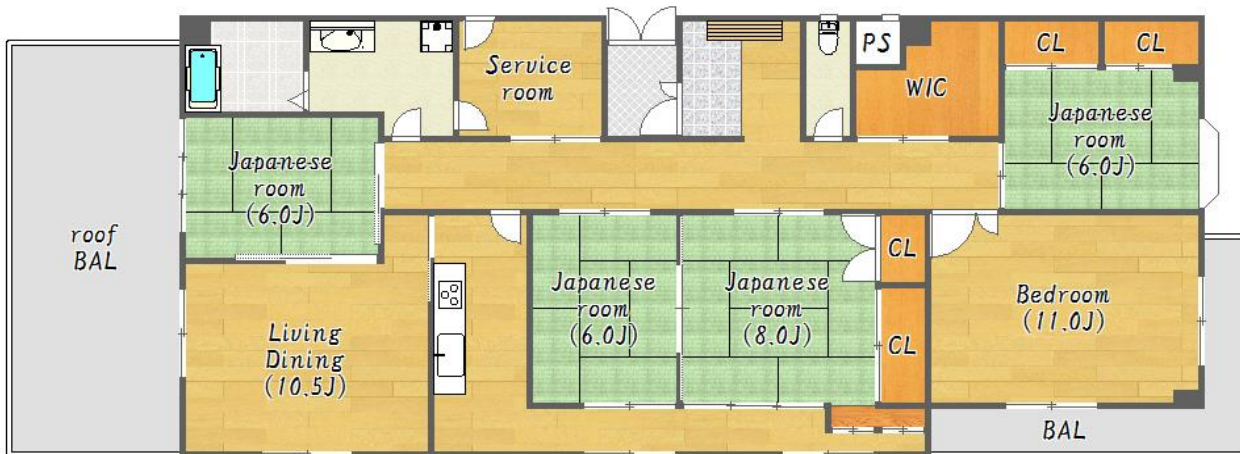 CL
CL
PS
Service
room
WIC
Japanese
room
(6.0J)
Japanese
room
(6.0J)
roof
BAL
CL
Japanese
room
(6.0J)
Japanese
room
(8.0J)
Bedroom
(11.0J)
Living
Dining
(10.5J)
CL
BAL